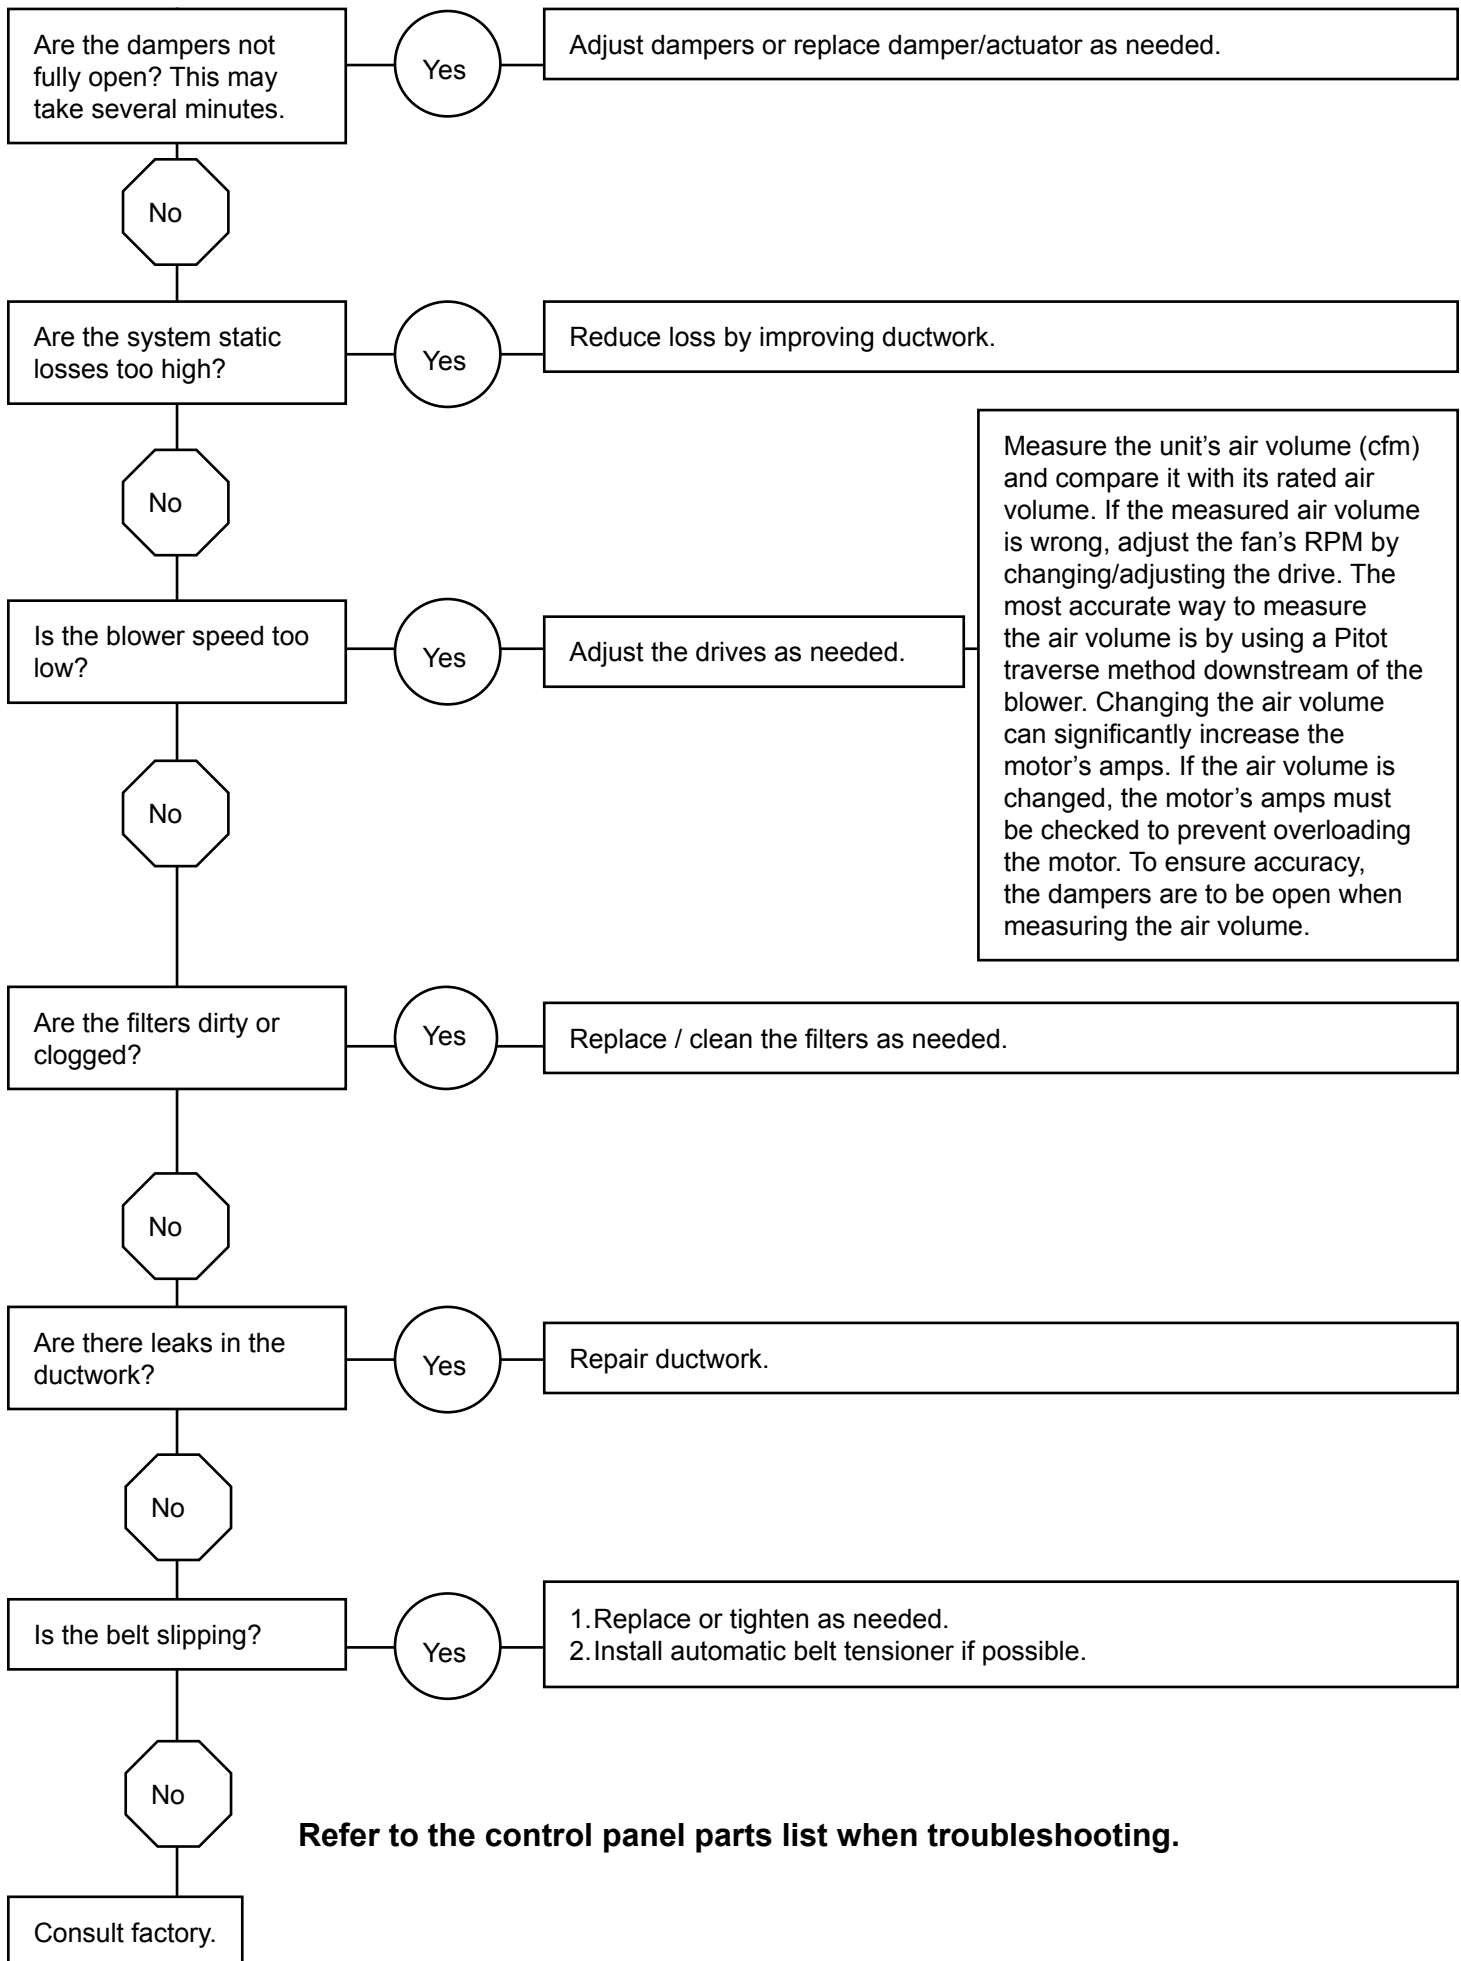 Are the dampers not
fully open? This may
take several minutes.
Yes
Adjust dampers or replace damper/actuator as needed.
No
Are the system static
losses too high?
Yes
Reduce loss by improving ductwork.
No
Is the blower speed too
low?
Yes
Adjust the drives as needed.
Measure the unit’s air volume (cfm)
and compare it with its rated air
volume. If the measured air volume
is wrong, adjust the fan’s RPM by
changing/adjusting the drive. The
most accurate way to measure
the air volume is by using a Pitot
traverse method downstream of the
blower. Changing the air volume
can significantly increase the
motor’s amps. If the air volume is
changed, the motor’s amps must
be checked to prevent overloading
the motor. To ensure accuracy,
the dampers are to be open when
measuring the air volume.
No
Are the filters dirty or
clogged?
Yes
Replace / clean the filters as needed.
No
Are there leaks in the
ductwork?
Yes
Repair ductwork.
No
Is the belt slipping?
Yes
1.Replace or tighten as needed.
2.Install automatic belt tensioner if possible.
No
Refer to the control panel parts list when troubleshooting.
Consult factory.